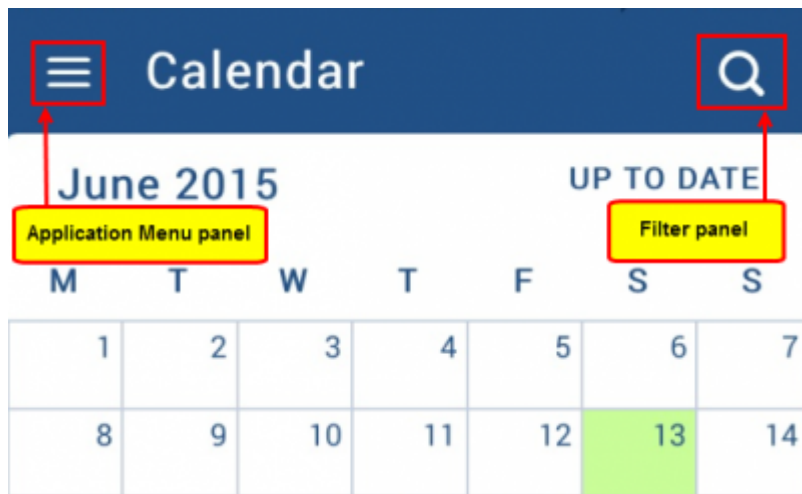 Calendar
June 2015 UP TO DATE
Application Menu panel Filter panel
M T W T F S S
1 2 3 4 5 6 7
8 9 10 11 12 13 14